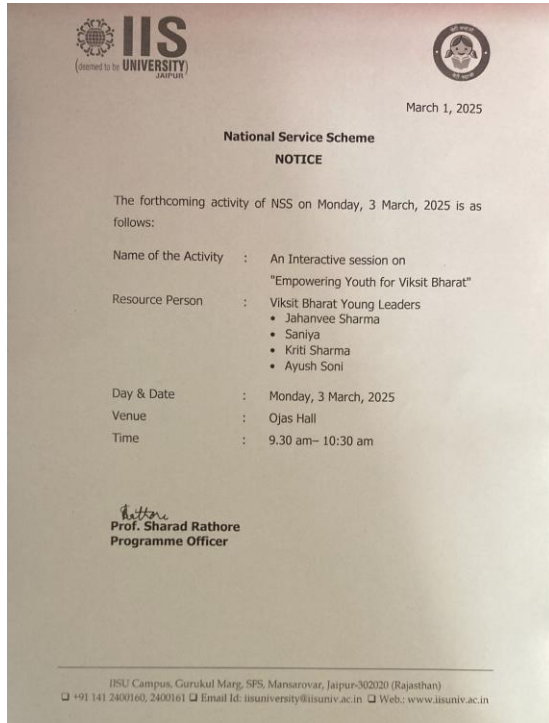 IIS
(deemed to be UNIVERSITY)
JAIPUR
March 1, 2025
National Service Scheme
NOTICE
The forthcoming activity of NSS on Monday, 3 March, 2025 is as
follows:
Name of the Activity : An Interactive session on
"Empowering Youth for Viksit Bharat"
Resource Person : Viksit Bharat Young Leaders
• Jahanvee Sharma
• Saniya
• Kriti Sharma
• Ayush Soni
Day & Date : Monday, 3 March, 2025
Venue : Ojas Hall
Time : 9.30 am– 10:30 am
Rathore
Prof. Sharad Rathore
Programme Officer
IISU Campus, Gurukul Marg, SFS, Mansarovar, Jaipur-302020 (Rajasthan)
❑ +91 141 2400160, 2400161 ❑ Email Id: iisuniversity@iisuniv.ac.in ❑ Web.: www.iisuniv.ac.in